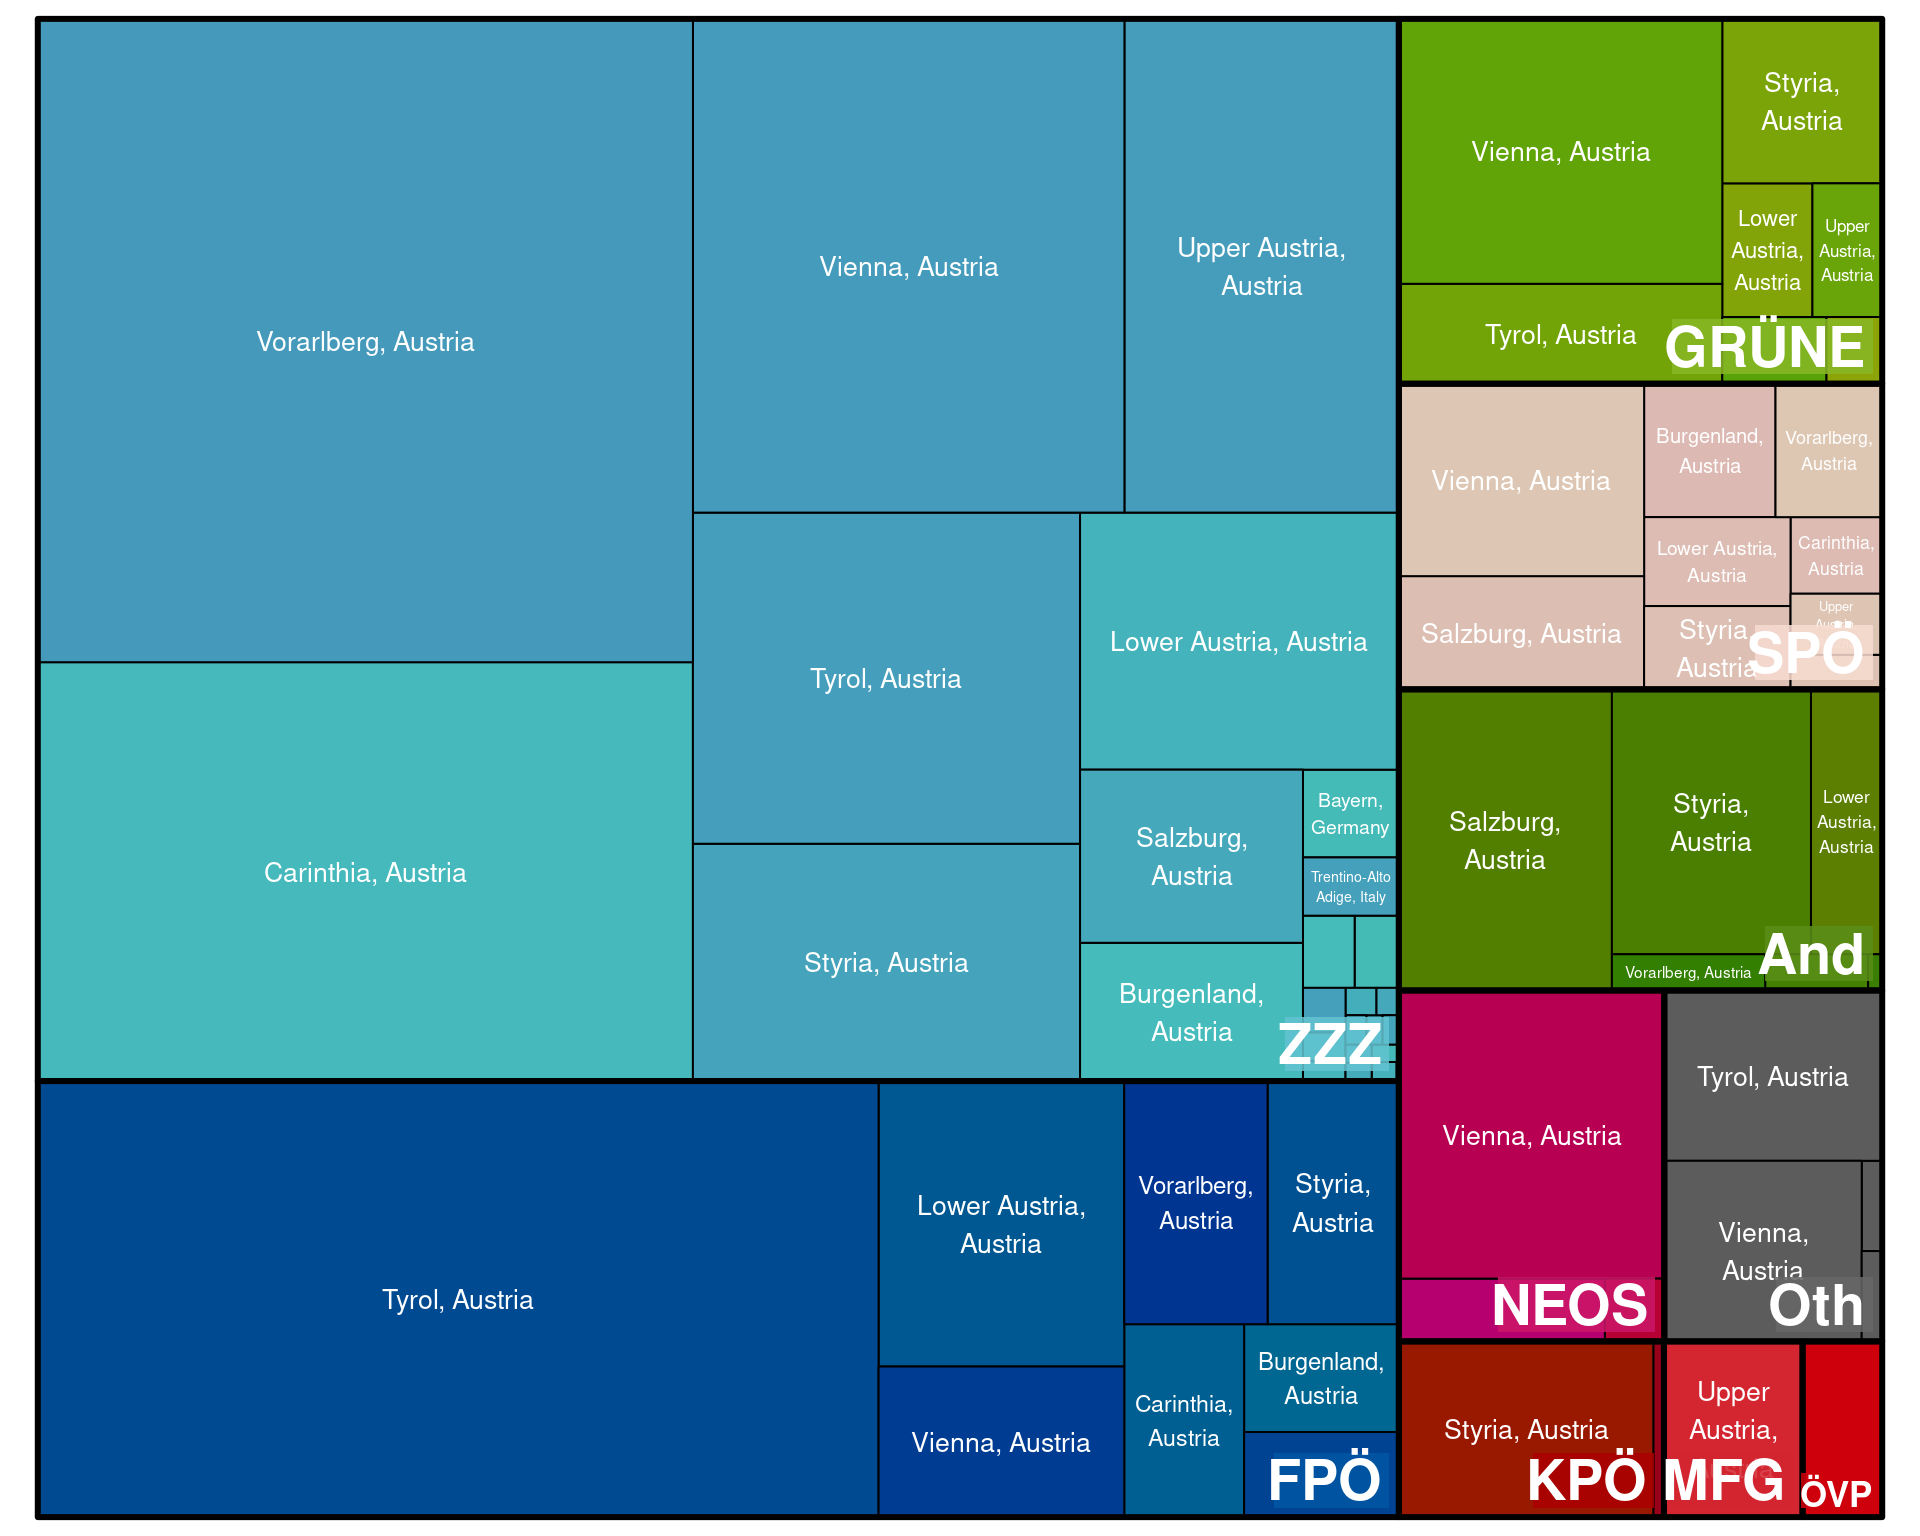 Vorarlberg, Austria
Carinthia, Austria
Vienna, Austria
Upper Austria,
Austria
Tyrol, Austria
Styria, Austria
Lower Austria, Austria
Salzburg,
Austria
Burgenland,
Austria
Bayern,
Germany
Trentino-Alto
Adige, Italy
ZZZ
Tyrol, Austria
Lower Austria,
Austria
Vienna, Austria
Vorarlberg,
Austria
Styria,
Austria
Carinthia,
Austria
Burgenland,
Austria
FPÖ
Vienna, Austria
Tyrol, Austria
Styria,
Austria
Lower
Austria,
Austria
Upper
Austria,
Austria
GRÜNE
Vienna, Austria
Salzburg, Austria
Burgenland,
Austria
Vorarlberg,
Austria
Lower Austria,
Austria
Carinthia,
Austria
Styria,
Austria
Upper
SPÖ
Salzburg,
Austria
Styria,
Austria
Lower
Austria,
Austria
Vorarlberg, Austria
And
Vienna, Austria
NEOS
Tyrol, Austria
Vienna,
Austria
Oth
Styria, Austria
KPÖ
Upper
Austria,
MFG
ÖVP